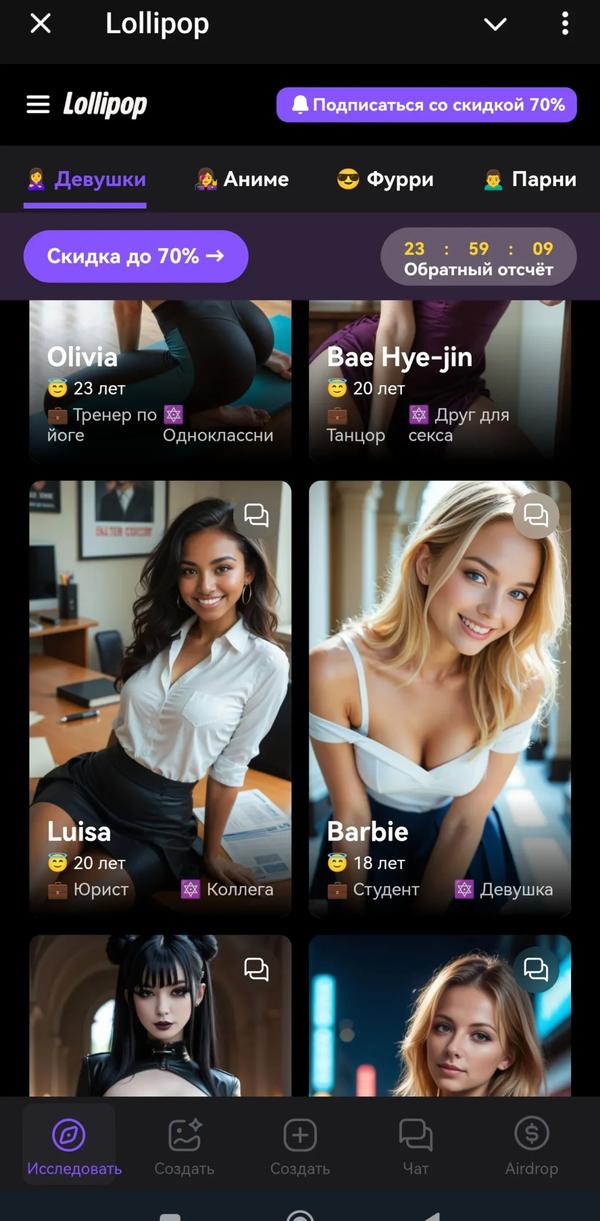 Lollipop
Lollipop
Подписаться со скидкой 70%
Девушки
Аниме
Фурри
Парни
Скидка до 70% →
23 : 59 : 09
Обратный отсчёт
Olivia
23 лет
Тренер по йоге
Одноклассни
Bae Hye-jin
20 лет
Танцор
Друг для секса
Luisa
20 лет
Юрист
Коллега
Barbie
18 лет
Студент
Девушка
Исследовать
Создать
Создать
Чат
Airdrop